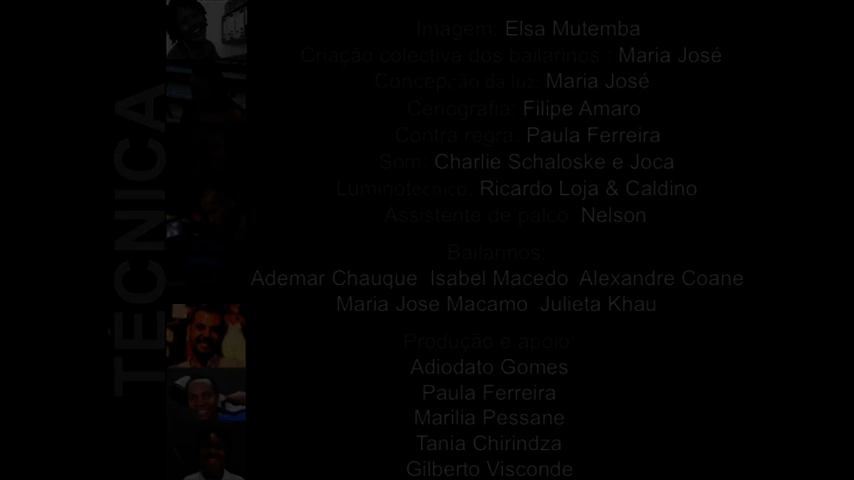 TÈCNICA
Imagem: Elsa Mutemba
Criação colectiva dos bailarinos : Maria José
Concepção da luz: Maria José
Cenografia: Filipe Amaro
Contra regra: Paula Ferreira
Som: Charlie Schaloske e Joca
Luminotecnico: Ricardo Loja & Caldino
Assistente de palco: Nelson
Bailarinos:
Ademar Chauque Isabel Macedo Alexandre Coane
Maria Jose Macamo Julieta Khau
Produção e apoio:
Adiodato Gomes
Paula Ferreira
Marilia Pessane
Tania Chirindza
Gilberto Visconde